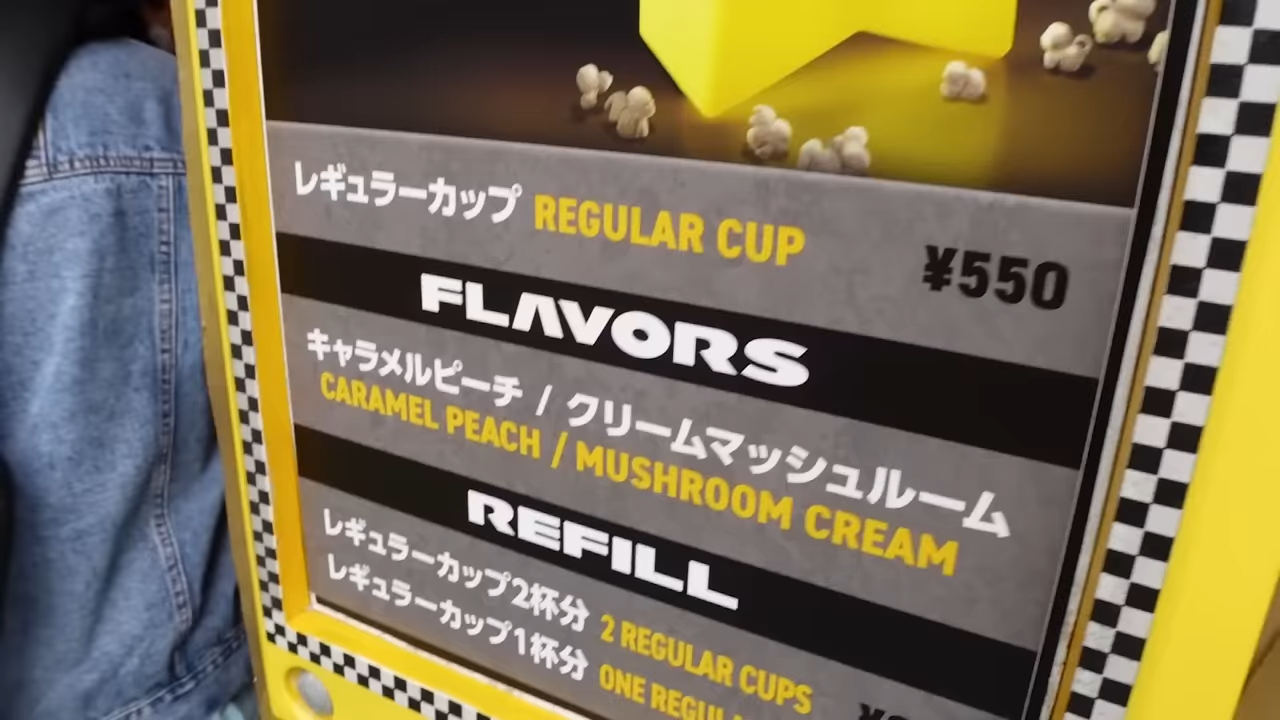 レギュラーカップ REGULAR CUP ¥550
FLAVORS
キャラメルピーチ / クリームマッシュルーム
CARAMEL PEACH / MUSHROOM CREAM
REFILL
レギュラーカップ2杯分 2 REGULAR CUPS
レギュラーカップ1杯分 ONE